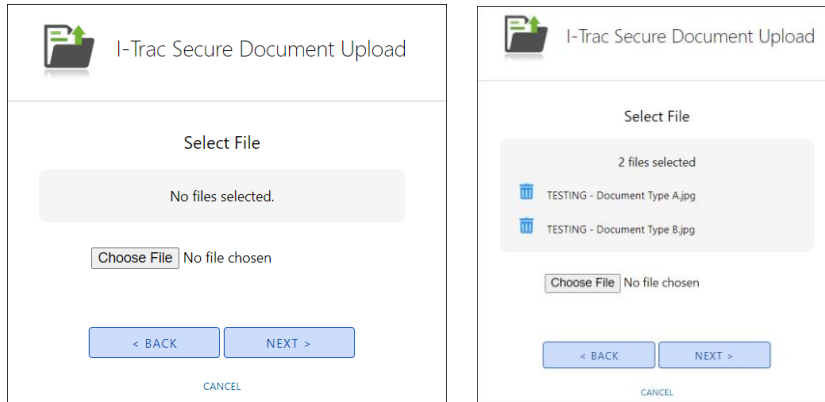 I-Trac Secure Document Upload
Select File
No files selected.
Choose File No file chosen
< BACK NEXT >
CANCEL
I-Trac Secure Document Upload
Select File
2 files selected
TESTING - Document Type A.jpg
TESTING - Document Type B.jpg
Choose File No file chosen
< BACK NEXT >
CANCEL